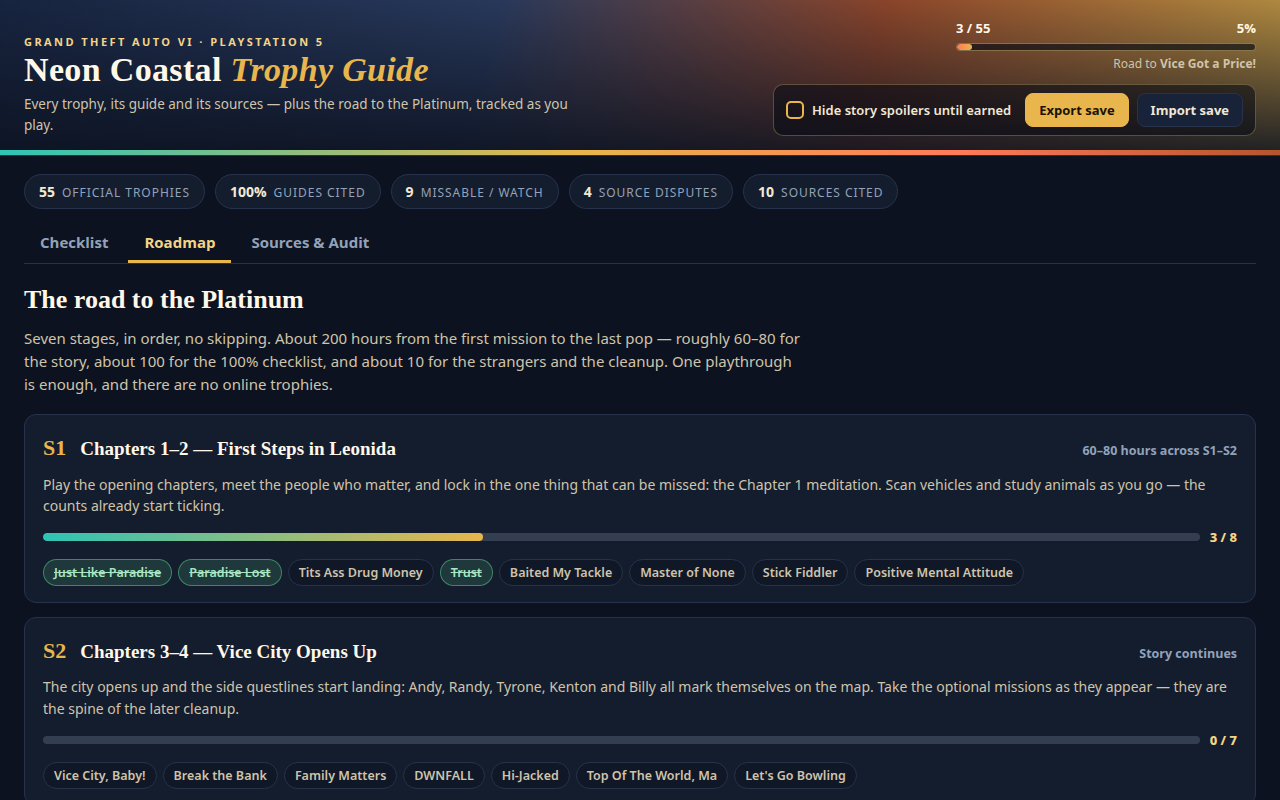 GRAND THEFT AUTO VI · PLAYSTATION 5
Neon Coastal Trophy Guide
Every trophy, its guide and its sources — plus the road to the Platinum, tracked as you
play.
3 / 55
5%
Road to Vice Got a Price!
Hide story spoilers until earned
Export save
Import save
55 OFFICIAL TROPHIES
100% GUIDES CITED
9 MISSABLE / WATCH
4 SOURCE DISPUTES
10 SOURCES CITED
Checklist
Roadmap
Sources & Audit
The road to the Platinum
Seven stages, in order, no skipping. About 200 hours from the first mission to the last pop — roughly 60–80 for
the story, about 100 for the 100% checklist, and about 10 for the strangers and the cleanup. One playthrough
is enough, and there are no online trophies.
S1 Chapters 1–2 — First Steps in Leonida
60–80 hours across S1–S2
Play the opening chapters, meet the people who matter, and lock in the one thing that can be missed: the Chapter 1 meditation. Scan vehicles and study animals as you go — the
counts already start ticking.
3 / 8
Just Like Paradise
Paradise Lost
Tits Ass Drug Money
Trust
Baited My Tackle
Master of None
Stick Fiddler
Positive Mental Attitude
S2 Chapters 3–4 — Vice City Opens Up
Story continues
The city opens up and the side questlines start landing: Andy, Randy, Tyrone, Kenton and Billy all mark themselves on the map. Take the optional missions as they appear — they are
the spine of the later cleanup.
0 / 7
Vice City, Baby!
Break the Bank
Family Matters
DWNFALL
Hi-Jacked
Top Of The World, Ma
Let's Go Bowling